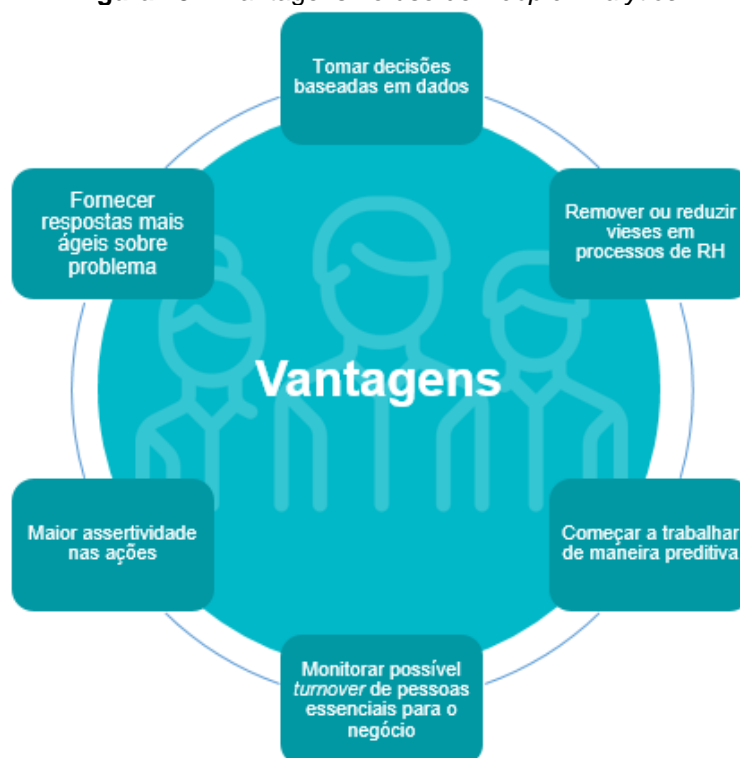 Tomar decisões
baseadas em dados
Remover ou reduzir
vieses em
processos de RH
Começar a trabalhar
de maneira preditiva
Monitorar possível
turnover de pessoas
essenciais para o
negócio
Maior assertividade
nas ações
Fornecer
respostas mais
ágeis sobre
problema
Vantagens